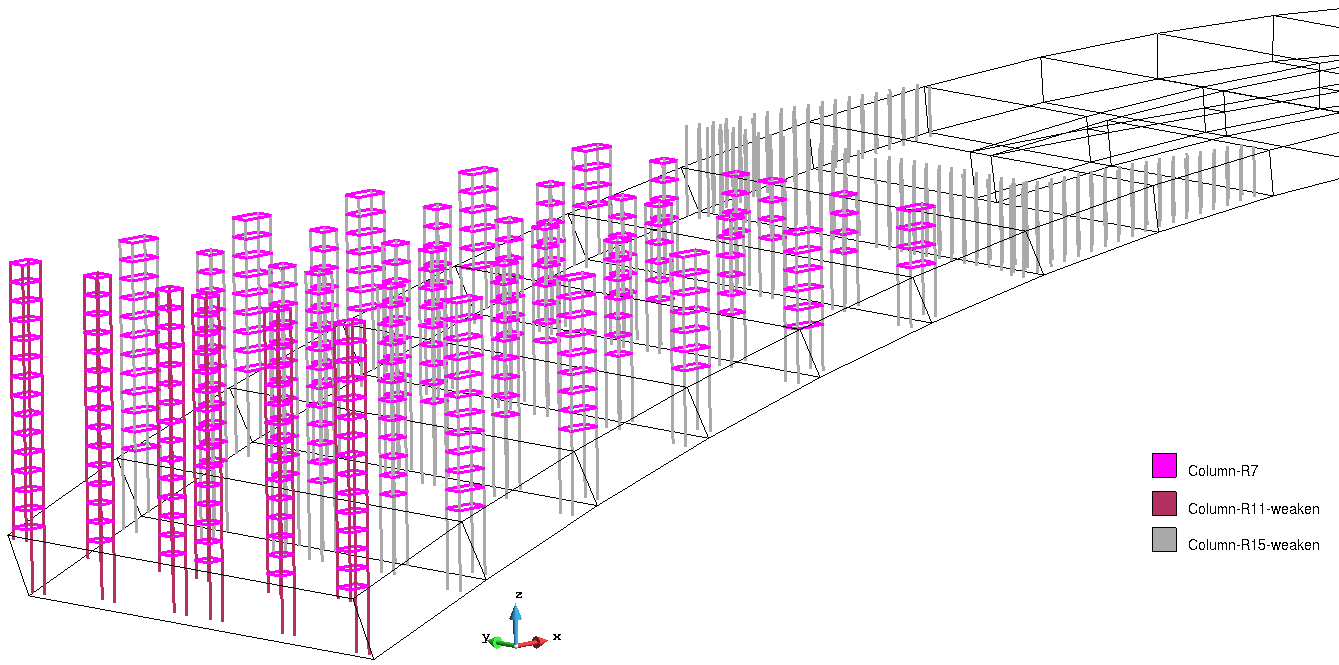 Column-R7
Column-R11-weaken
Column-R15-weaken
z
y
x